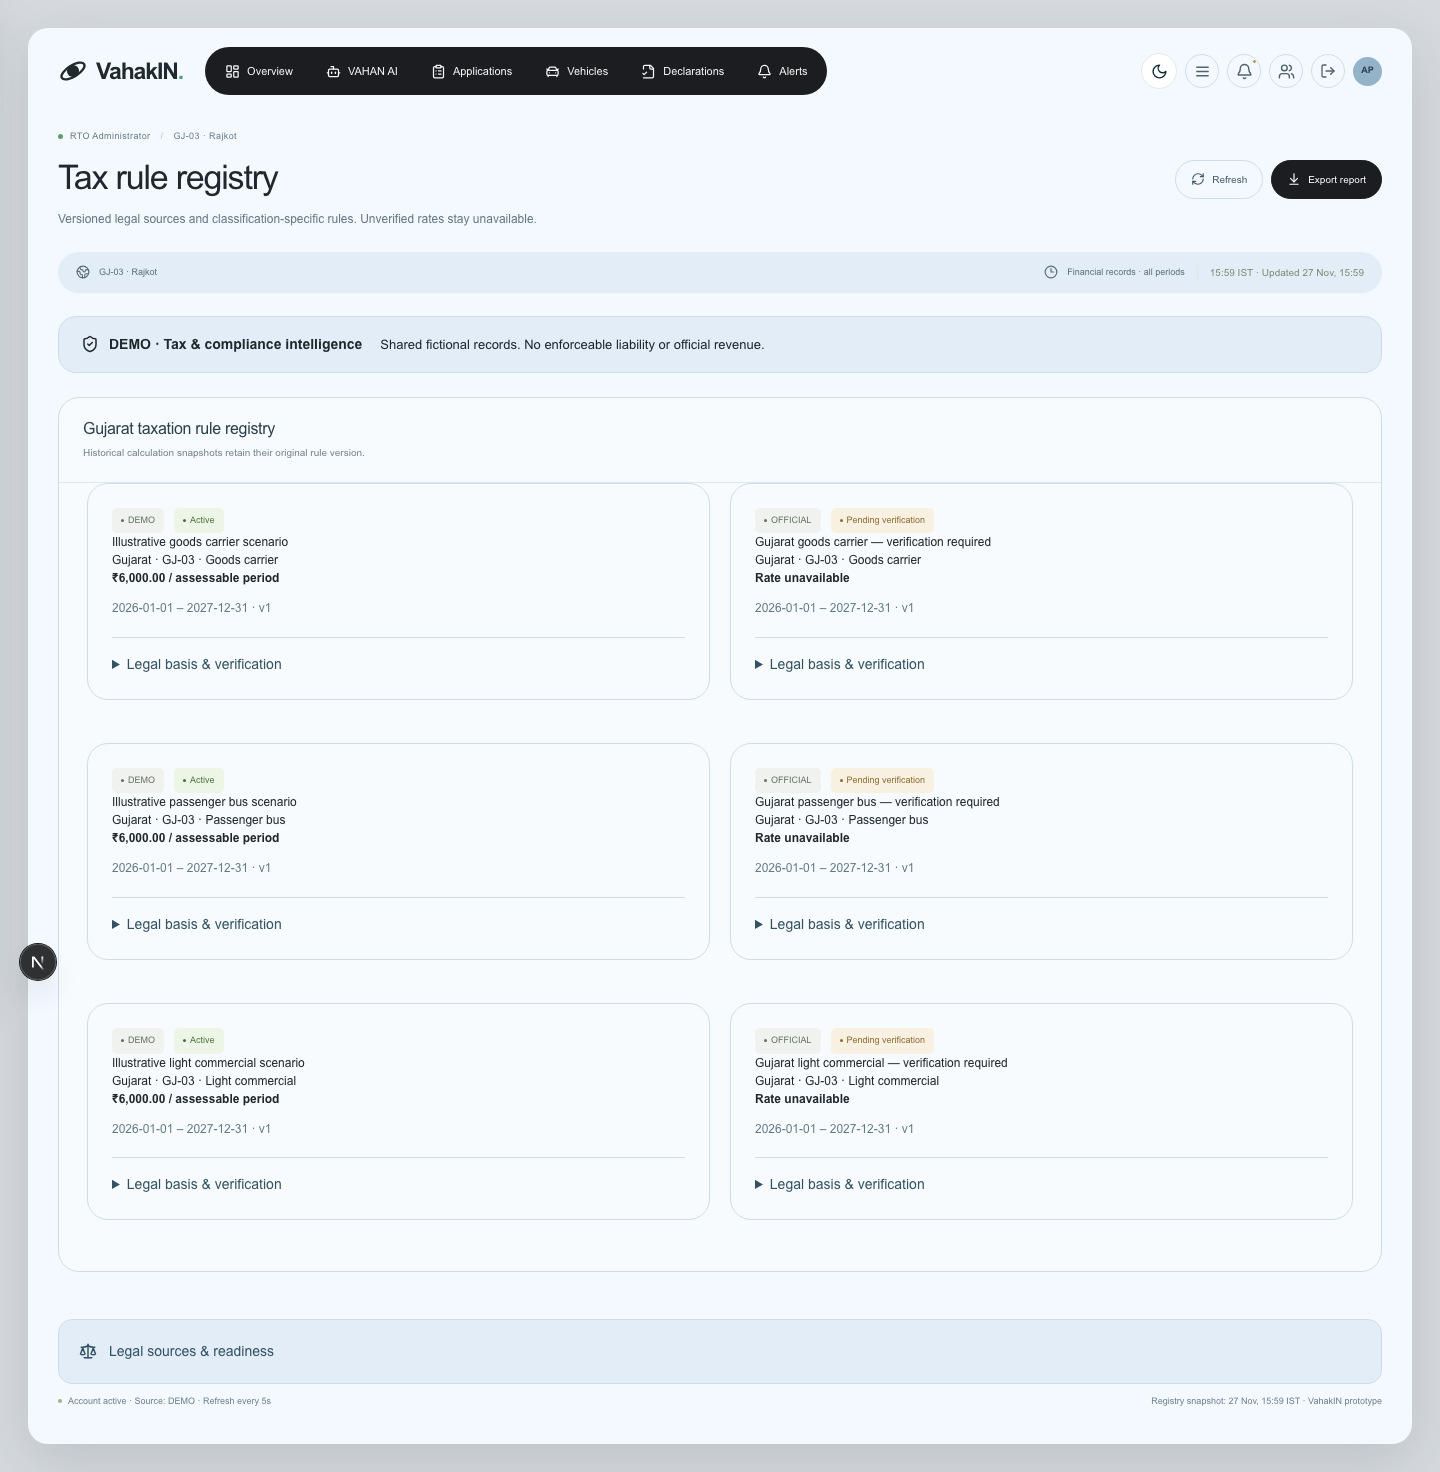 VahakIN.
Overview
VAHAN AI
Applications
Vehicles
Declarations
Alerts
AP
RTO Administrator / GJ-03 · Rajkot
Tax rule registry
Refresh
Export report
Versioned legal sources and classification-specific rules. Unverified rates stay unavailable.
GJ-03 · Rajkot
Financial records · all periods
15:59 IST · Updated 27 Nov, 15:59
DEMO · Tax & compliance intelligence
Shared fictional records. No enforceable liability or official revenue.
Gujarat taxation rule registry
Historical calculation snapshots retain their original rule version.
• DEMO
• Active
Illustrative goods carrier scenario
Gujarat · GJ-03 · Goods carrier
₹6,000.00 / assessable period
2026-01-01 – 2027-12-31 · v1
Legal basis & verification
• OFFICIAL
• Pending verification
Gujarat goods carrier — verification required
Gujarat · GJ-03 · Goods carrier
Rate unavailable
2026-01-01 – 2027-12-31 · v1
Legal basis & verification
• DEMO
• Active
Illustrative passenger bus scenario
Gujarat · GJ-03 · Passenger bus
₹6,000.00 / assessable period
2026-01-01 – 2027-12-31 · v1
Legal basis & verification
• OFFICIAL
• Pending verification
Gujarat passenger bus — verification required
Gujarat · GJ-03 · Passenger bus
Rate unavailable
2026-01-01 – 2027-12-31 · v1
Legal basis & verification
N
• DEMO
• Active
Illustrative light commercial scenario
Gujarat · GJ-03 · Light commercial
₹6,000.00 / assessable period
2026-01-01 – 2027-12-31 · v1
Legal basis & verification
• OFFICIAL
• Pending verification
Gujarat light commercial — verification required
Gujarat · GJ-03 · Light commercial
Rate unavailable
2026-01-01 – 2027-12-31 · v1
Legal basis & verification
Legal sources & readiness
Account active · Source: DEMO · Refresh every 5s
Registry snapshot: 27 Nov, 15:59 IST · VahakIN prototype